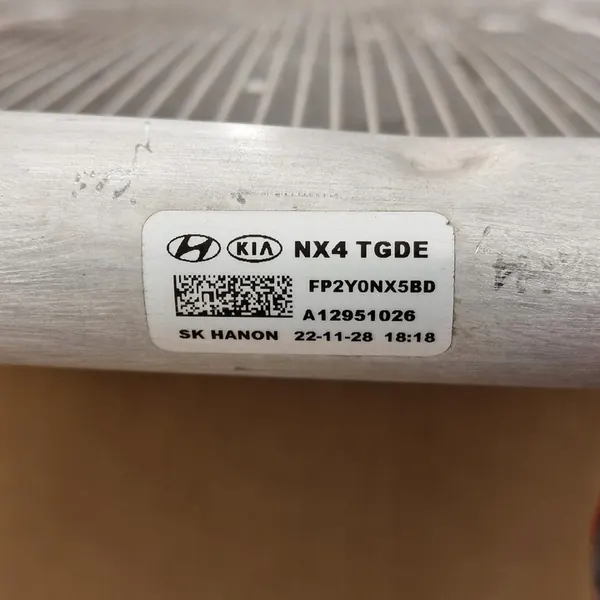 KIA NX4 TGDE
FP2Y0NX5BD
A12951026
SK HANON 22-11-28 18:18